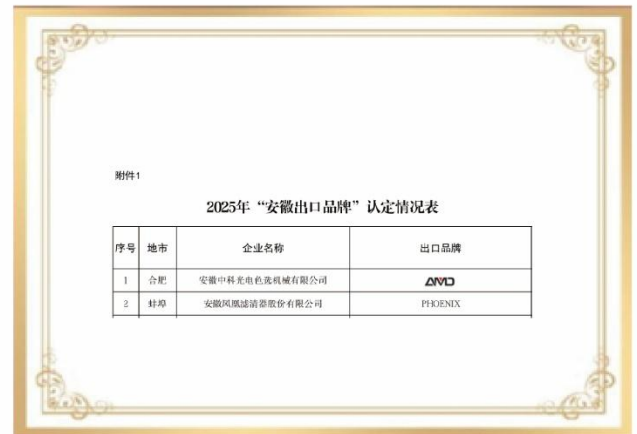 附件1
2025年“安徽出口品牌”认定情况表
序号 地市 企业名称 出口品牌
1 合肥 安徽中科光电色选机械有限公司 AMD
2 蚌埠 安徽凤凰滤清器股份有限公司 PHOENIX